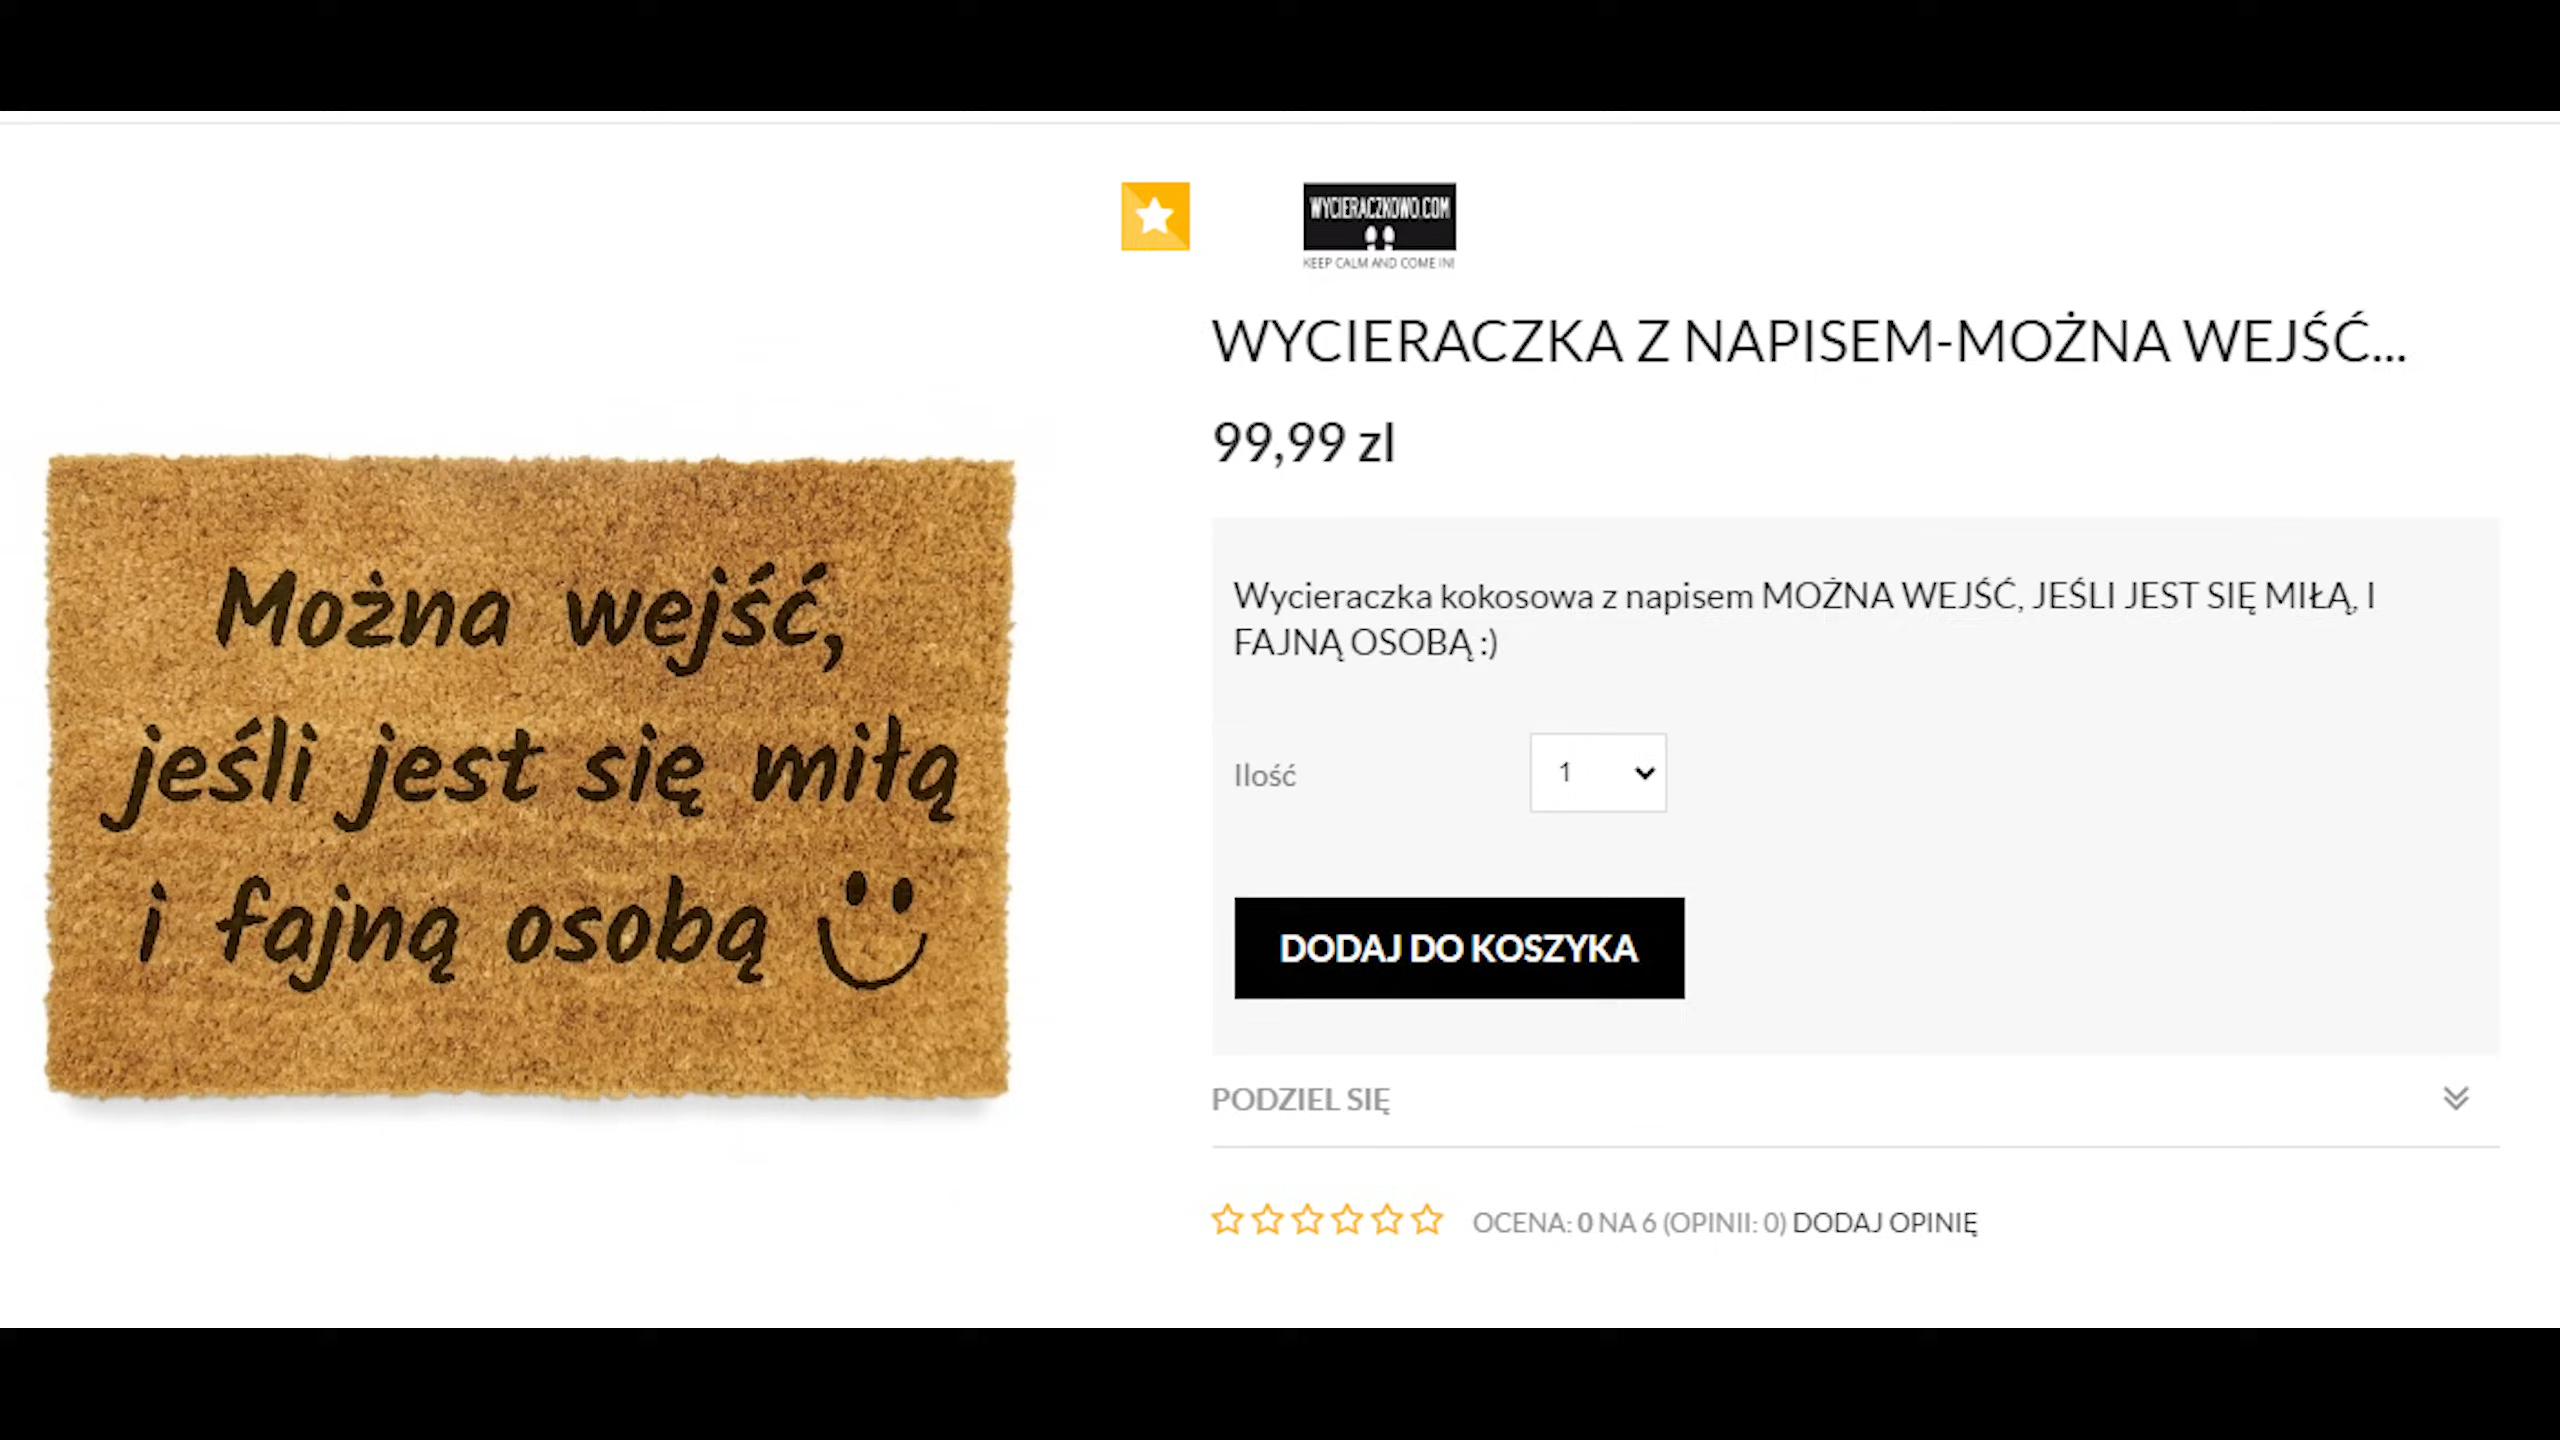 WYCIERACZKOWO.COM
KEEP CALM AND COME IN!
WYCIERACZKA Z NAPISEM-MOŻNA WEJŚĆ...
99,99 zl
Można wejść,
jeśli jest się miłą
i fajną osobą
Wycieraczka kokosowa z napisem MOŻNA WEJŚĆ, JEŚLI JEST SIĘ MIŁĄ, I
FAJNĄ OSOBĄ :)
Ilość 1
DODAJ DO KOSZYKA
PODZIEL SIĘ
OCENA: 0 NA 6 (OPINII: 0) DODAJ OPINIĘ